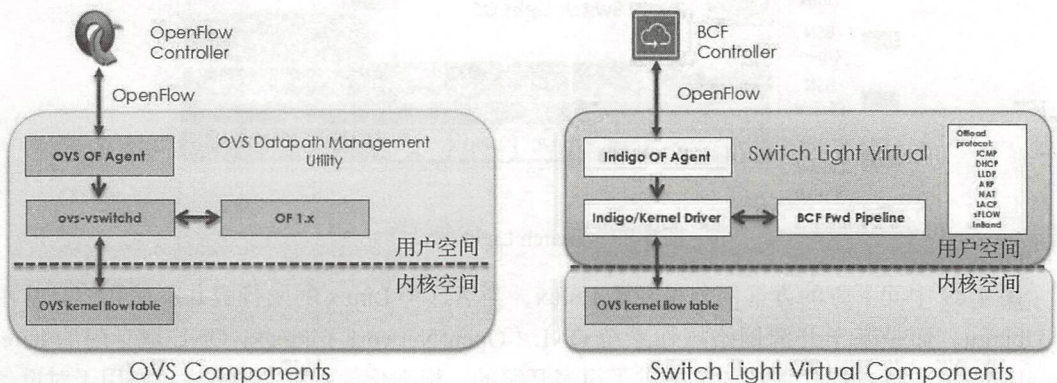 OpenFlow
Controller
OpenFlow
OVS OF Agent
OVS Datapath Management
Utility
ovs-vswitchd
OF 1.x
用户空间
内核空间
OVS kernel flow table
OVS Components
BCF
Controller
OpenFlow
Indigo OF Agent
Switch Light Virtual
Offload
protocol:
ICMP
DHCP
LLDP
ARP
NAT
LACP
sFLOW
InBand
Indigo/Kernel Driver
BCF Fwd Pipeline
用户空间
内核空间
OVS kernel flow table
Switch Light Virtual Components